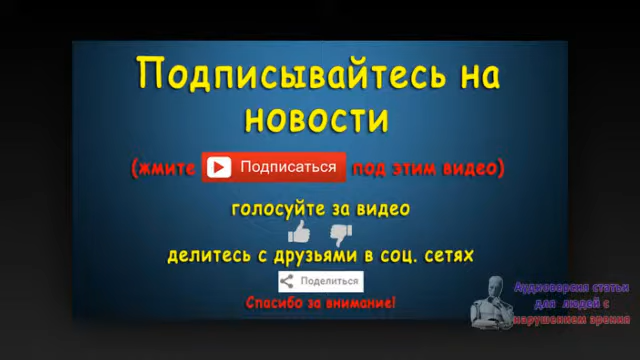 Подписывайтесь на
новости
(жмите Подписаться под этим видео)
голосуйте за видео
делитесь с друзьями в соц. сетях
Поделиться
Спасибо за внимание!
Аудиоверсия статьи
для людей с
нарушением зрения